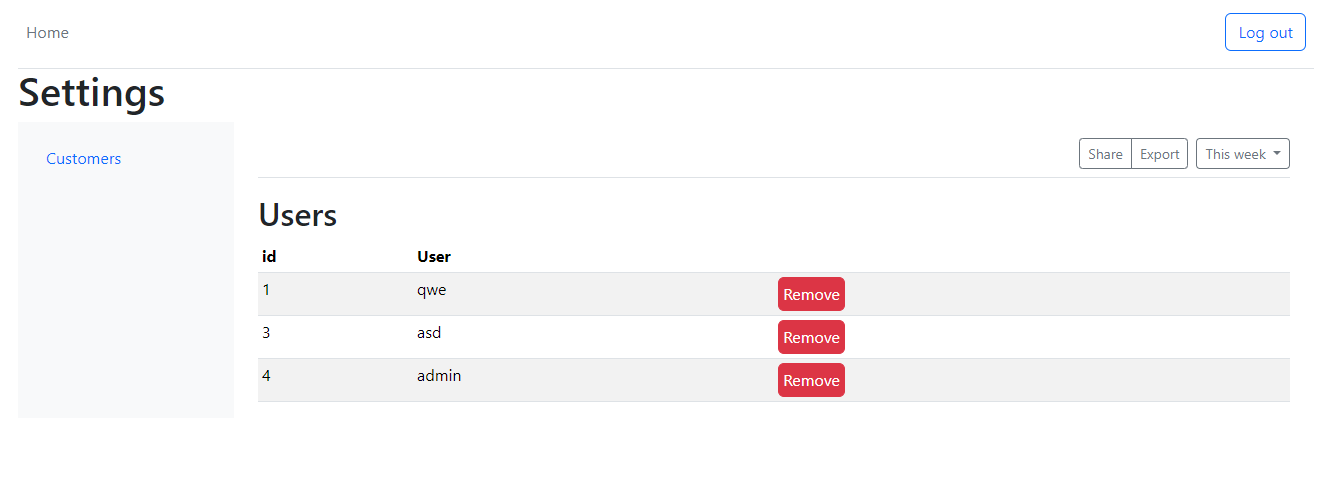 Home Log out
Settings
Customers
Share Export This week
Users
id User
1 qwe Remove
3 asd Remove
4 admin Remove